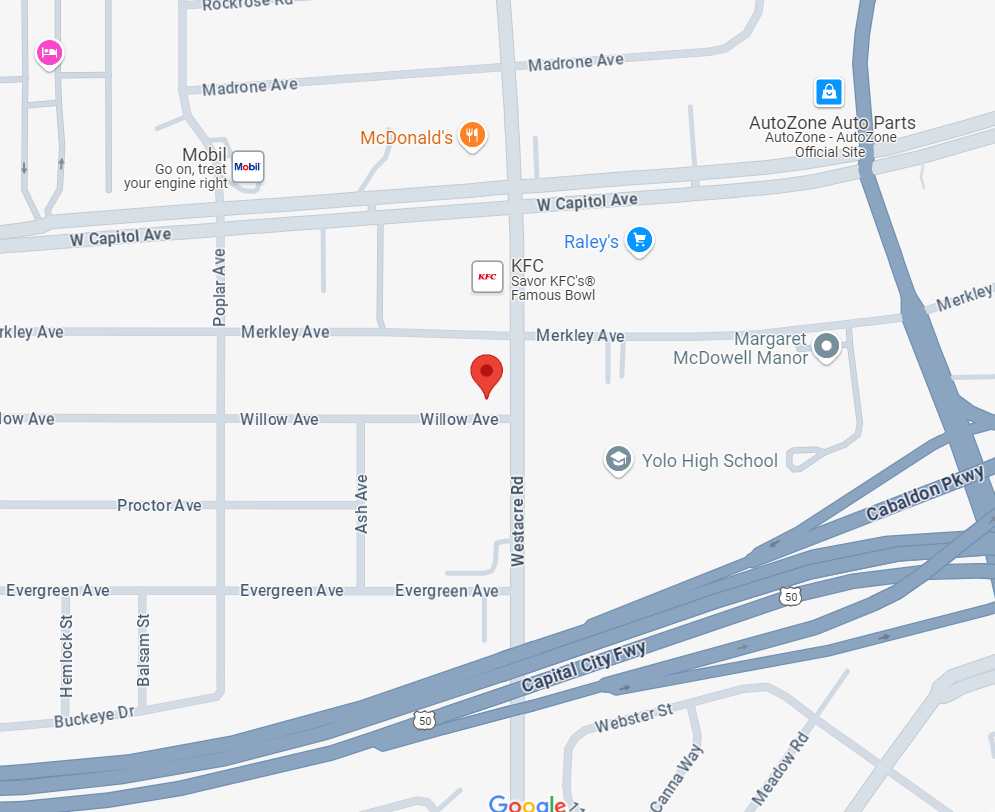 Rockrose Rd
Madrone Ave
Madrone Ave
AutoZone Auto Parts
AutoZone - AutoZone
Official Site
McDonald's
Mobil
Go on, treat
your engine right
Mobil
W Capitol Ave
W Capitol Ave
Raley's
Poplar Ave
KFC
KFC
Savor KFC's®
Famous Bowl
Merkley
rkley Ave
Merkley Ave
Merkley Ave
Margaret
McDowell Manor
low Ave
Willow Ave
Willow Ave
Yolo High School
Ash Ave
Westacre Rd
Cabaldon Pkwy
Proctor Ave
Evergreen Ave
Evergreen Ave
Evergreen Ave
50
Hemlock St
Balsam St
Capital City Fwy
Buckeye Dr
50
Webster St
Canna Way
Meadow Rd
Google